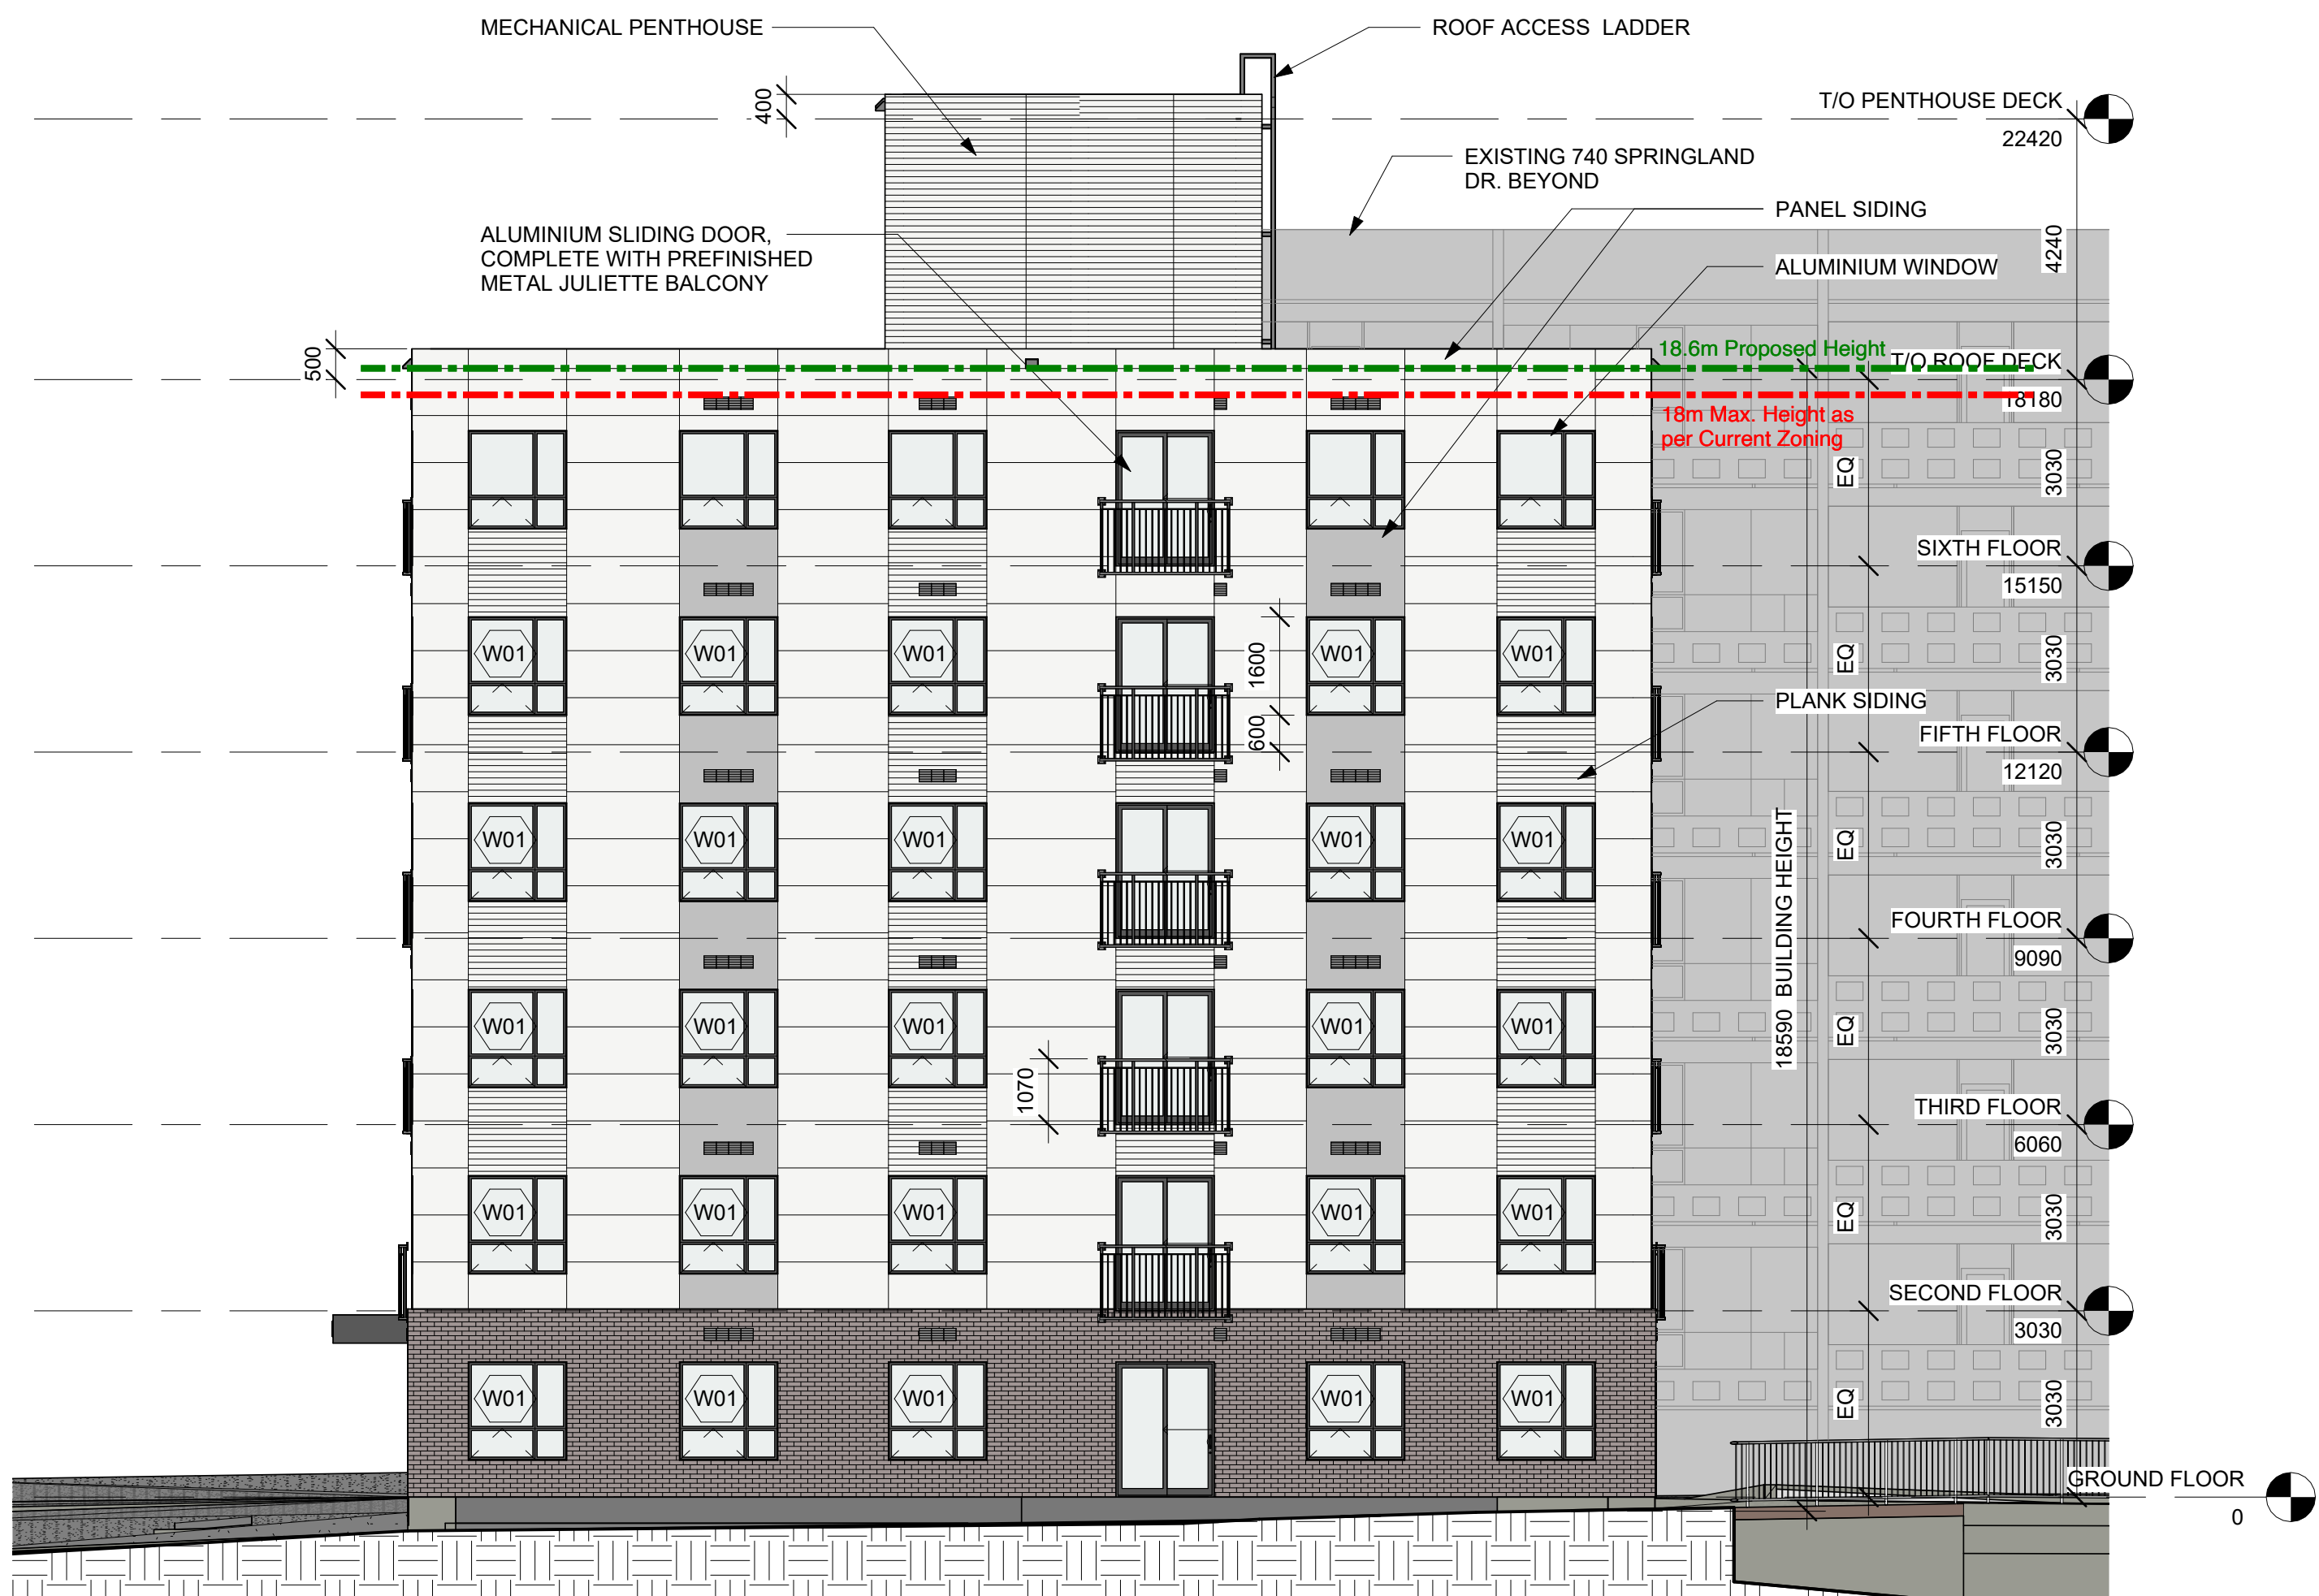 MECHANICAL PENTHOUSE
ROOF ACCESS LADDER
400
T/O PENTHOUSE DECK
22420
EXISTING 740 SPRINGLAND
DR. BEYOND
PANEL SIDING
ALUMINIUM SLIDING DOOR,
COMPLETE WITH PREFINISHED
METAL JULIETTE BALCONY
4240
ALUMINIUM WINDOW
500
18.6m Proposed Height
T/O ROOF DECK
18180
18m Max. Height as
per Current Zoning
EQ
3030
SIXTH FLOOR
15150
W01
W01
W01
W01
W01
1600
EQ
3030
PLANK SIDING
600
FIFTH FLOOR
12120
W01
W01
W01
W01
W01
EQ
3030
18590 BUILDING HEIGHT
FOURTH FLOOR
9090
W01
W01
W01
W01
W01
EQ
3030
1070
THIRD FLOOR
6060
W01
W01
W01
W01
W01
EQ
3030
SECOND FLOOR
3030
W01
W01
W01
W01
W01
EQ
3030
GROUND FLOOR
0